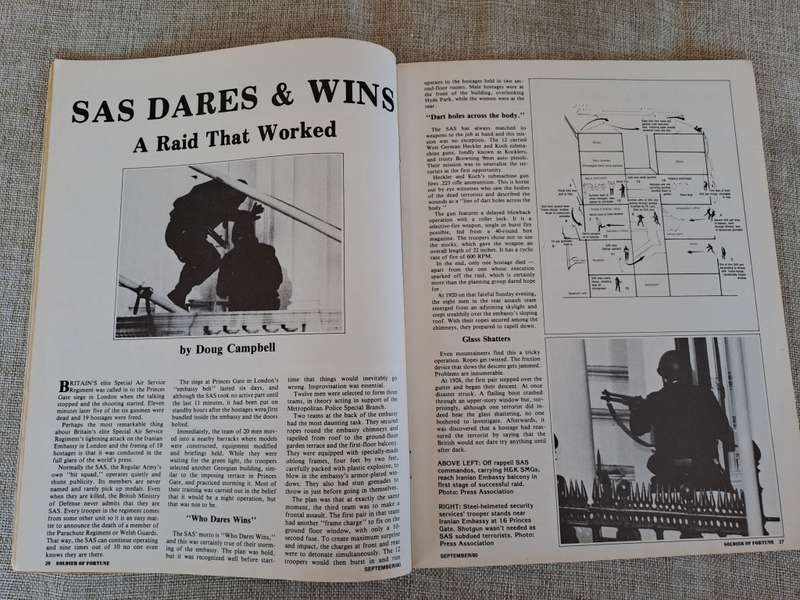 SAS DARES & WINS
A Raid That Worked
by Doug Campbell
BRITAIN'S elite Special Air Service
Regiment was called in to the Princes
Gate siege in London when the talking
stopped and the shooting started. Eleven
minutes later five of the six gunmen were
dead and 19 hostages were freed.
Perhaps the most remarkable thing
about Britain's elite Special Air Service
Regiment's lightning attack on the Iranian
Embassy in London and the freeing of 19
hostages is that it was conducted in the
full glare of the world's press.
Normally the SAS, the Regular Army's
own "hit squad," operates quietly and
shuns publicity. Its members are never
named and rarely pick up medals. Even
when they are killed, the British Ministry
of Defense never admits that they are
SAS. Every trooper in the regiment comes
from some other unit so it is an easy mat-
ter to announce the death of a member of
the Parachute Regiment or Welsh Guards.
That way, the SAS can continue operating
and nine times out of 10 no one even
knows they are there.
26 SOLDIER OF FORTUNE
The siege at Princes Gate in London's
"embassy belt" lasted six days, and
although the SAS took no active part until
the last 11 minutes, it had been put on
standby hours after the hostages were first
bundled inside the embassy and the doors
bolted.
Immediately, the team of 20 men mov-
ed into a nearby barracks where models
were constructed, equipment modified
and briefings held. While they were
waiting for the green light, the troopers
selected another Georgian building, sim-
ilar to the imposing terrace in Princes
Gate, and practiced storming it. Most of
their training was carried out in the belief
that it would be a night operation, but
that was not to be.
"Who Dares Wins"
The SAS' motto is "Who Dares Wins,"
and this was certainly true of their storm-
ing of the embassy. The plan was bold,
but it was recognized well before start-
time that things would inevitably go
wrong. Improvisation was essential.
Twelve men were selected to form three
teams, in theory acting in support of the
Metropolitan Police Special Branch.
Two teams at the back of the embassy
had the most daunting task. They secured
ropes round the embassy chimneys and
rapelled from roof to the ground-floor
garden terrace and the first-floor balcony.
They were equipped with specially-made
oblong frames, four feet by two feet,
carefully packed with plastic explosive, to
blow in the embassy's armor-plated win-
dows. They also had stun grenades to
throw in just before going in themselves.
The plan was that at exactly the same
moment, the third team was to make a
frontal assault. The first pair in that team
had another "frame charge" to fix on the
ground floor window, with only a 10-
second fuse. To create maximum surprise
and impact, the charges at front and rear
were to detonate simultaneously. The 12
troopers would then burst in and run
SEPTEMBER/80
upstairs to the hostages held in two sec-
ond-floor rooms. Male hostages were at
the front of the building, overlooking
Hyde Park, while the women were at the
rear.
"Dart holes across the body."
The SAS has always matched its
weapons to the job at hand and this mis-
sion was no exception. The 12 carried
West German Heckler and Koch subma-
chine guns, fondly known as Kocklers,
and trusty Browning 9mm auto pistols.
Their mission was to neutralize the ter-
rorists at the first opportunity.
Heckler and Koch's submachine gun
fires .223 rifle ammunition. This is borne
out by eye witnesses who saw the bodies
of the dead terrorists and described the
wounds as a "line of dart holes across the
body."
The gun features a delayed blowback
operation with a roller lock. It is a
selective-fire weapon, single or burst fire
possible, fed from a 40-round box
magazine. The troopers chose not to use
the stocks, which gave the weapon an
overall length of 22 inches. It has a cyclic
rate of fire of 600 RPM.
In the end, only one hostage died —
apart from the one whose execution
sparked off the raid, which is certainly
more than the planning group dared hope
for.
At 1920 on that fateful Sunday evening,
the eight men in the rear assault team
emerged from an adjoining skylight and
crept stealthily over the embassy's sloping
roof. With their ropes secured among the
chimneys, they prepared to rapell down.
Glass Shatters
Even mountaineers find this a tricky
operation. Ropes get twisted. The friction
device that slows the descent gets jammed.
Problems are innumerable.
At 1926, the first pair stepped over the
gutter and began their descent. At once
disaster struck. A flailing boot crashed
through an upper-story window but, sur-
prisingly, although one terrorist did in-
deed hear the glass shattering, no one
bothered to investigate. Afterwards, it
was discovered that a hostage had reas-
sured the terrorist by saying that the
British would not dare try anything until
after dark.
ABOVE LEFT: Off rappell SAS
commandos, carrying H&K SMGs,
reach Iranian Embassy balcony in
first stage of successful raid.
Photo: Press Association
RIGHT: Steel-helmeted security
services' trooper stands near
Iranian Embassy at 16 Princes
Gate. Shotgun wasn't needed as
SAS subdued terrorists. Photo:
Press Association
SEPTEMBER/80
SOLDIER OF FORTUNE 27